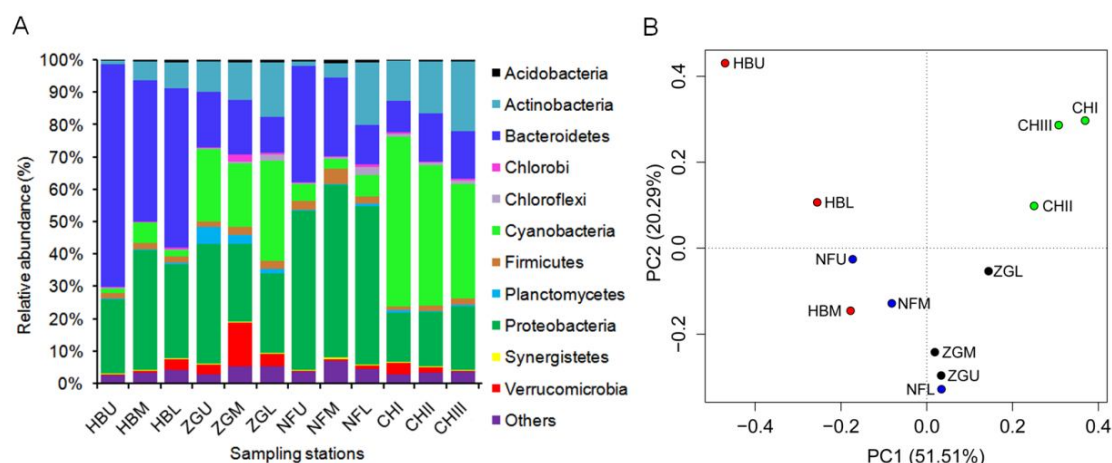 A
Relative abundance (%)
100%
90%
80%
70%
60%
50%
40%
30%
20%
10%
0%
HBU
HBM
HBL
ZGU
ZGM
ZGL
NFU
NFM
NFL
CHI
CHII
CHIII
Sampling stations
Acidobacteria
Actinobacteria
Bacteroidetes
Chlorobi
Chloroflexi
Cyanobacteria
Firmicutes
Planctomycetes
Proteobacteria
Synergistetes
Verrucomicrobia
Others
B
PC2 (20.29%)
0.4
0.2
0.0
−0.2
HBU
CHI
CHIII
HBL
CHII
NFU
ZGL
NFM
HBM
ZGM
ZGU
NFL
−0.4
−0.2
0.0
0.2
0.4
PC1 (51.51%)